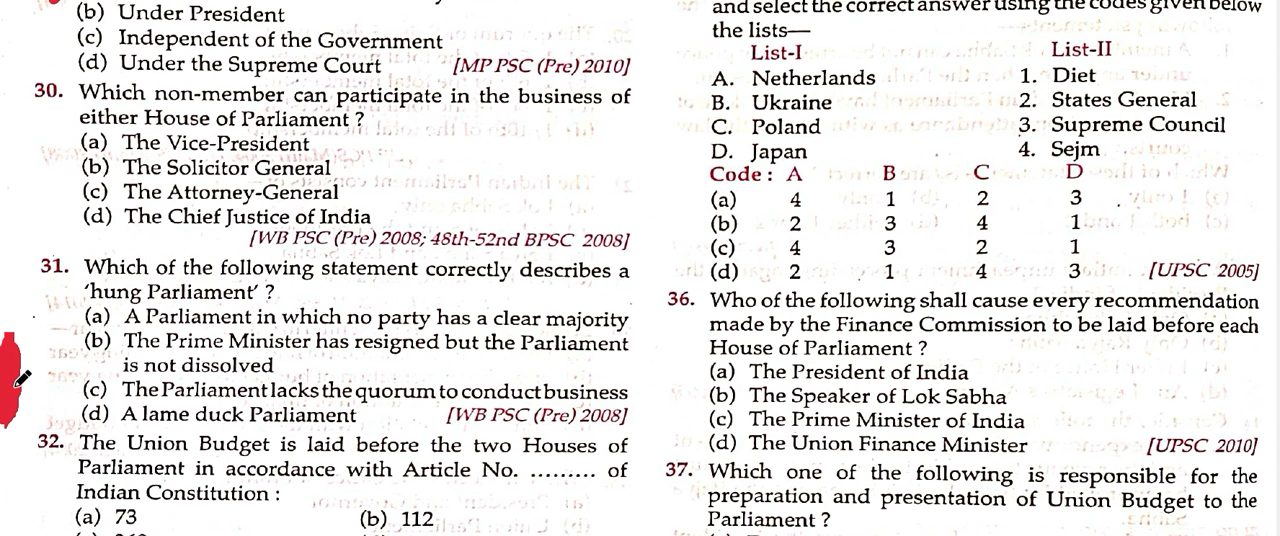 (b) Under President
(c) Independent of the Government
(d) Under the Supreme Court [MP PSC (Pre) 2010]
30. Which non-member can participate in the business of
either House of Parliament ?
(a) The Vice-President
(b) The Solicitor General
(c) The Attorney-General
(d) The Chief Justice of India
[WB PSC (Pre) 2008; 48th-52nd BPSC 2008]
31. Which of the following statement correctly describes a
'hung Parliament' ?
(a) A Parliament in which no party has a clear majority
(b) The Prime Minister has resigned but the Parliament
is not dissolved
(c) The Parliament lacks the quorum to conduct business
(d) A lame duck Parliament [WB PSC (Pre) 2008]
32. The Union Budget is laid before the two Houses of
Parliament in accordance with Article No. ......... of
Indian Constitution :
(a) 73 (b) 112
and select the correct answer using the codes given below
the lists—
List-I List-II
A. Netherlands 1. Diet
B. Ukraine 2. States General
C. Poland 3. Supreme Council
D. Japan 4. Sejm
Code : A B C D
(a) 4 1 2 3
(b) 2 3 4 1
(c) 4 3 2 1
(d) 2 1 4 3 [UPSC 2005]
36. Who of the following shall cause every recommendation
made by the Finance Commission to be laid before each
House of Parliament ?
(a) The President of India
(b) The Speaker of Lok Sabha
(c) The Prime Minister of India
(d) The Union Finance Minister [UPSC 2010]
37. Which one of the following is responsible for the
preparation and presentation of Union Budget to the
Parliament ?